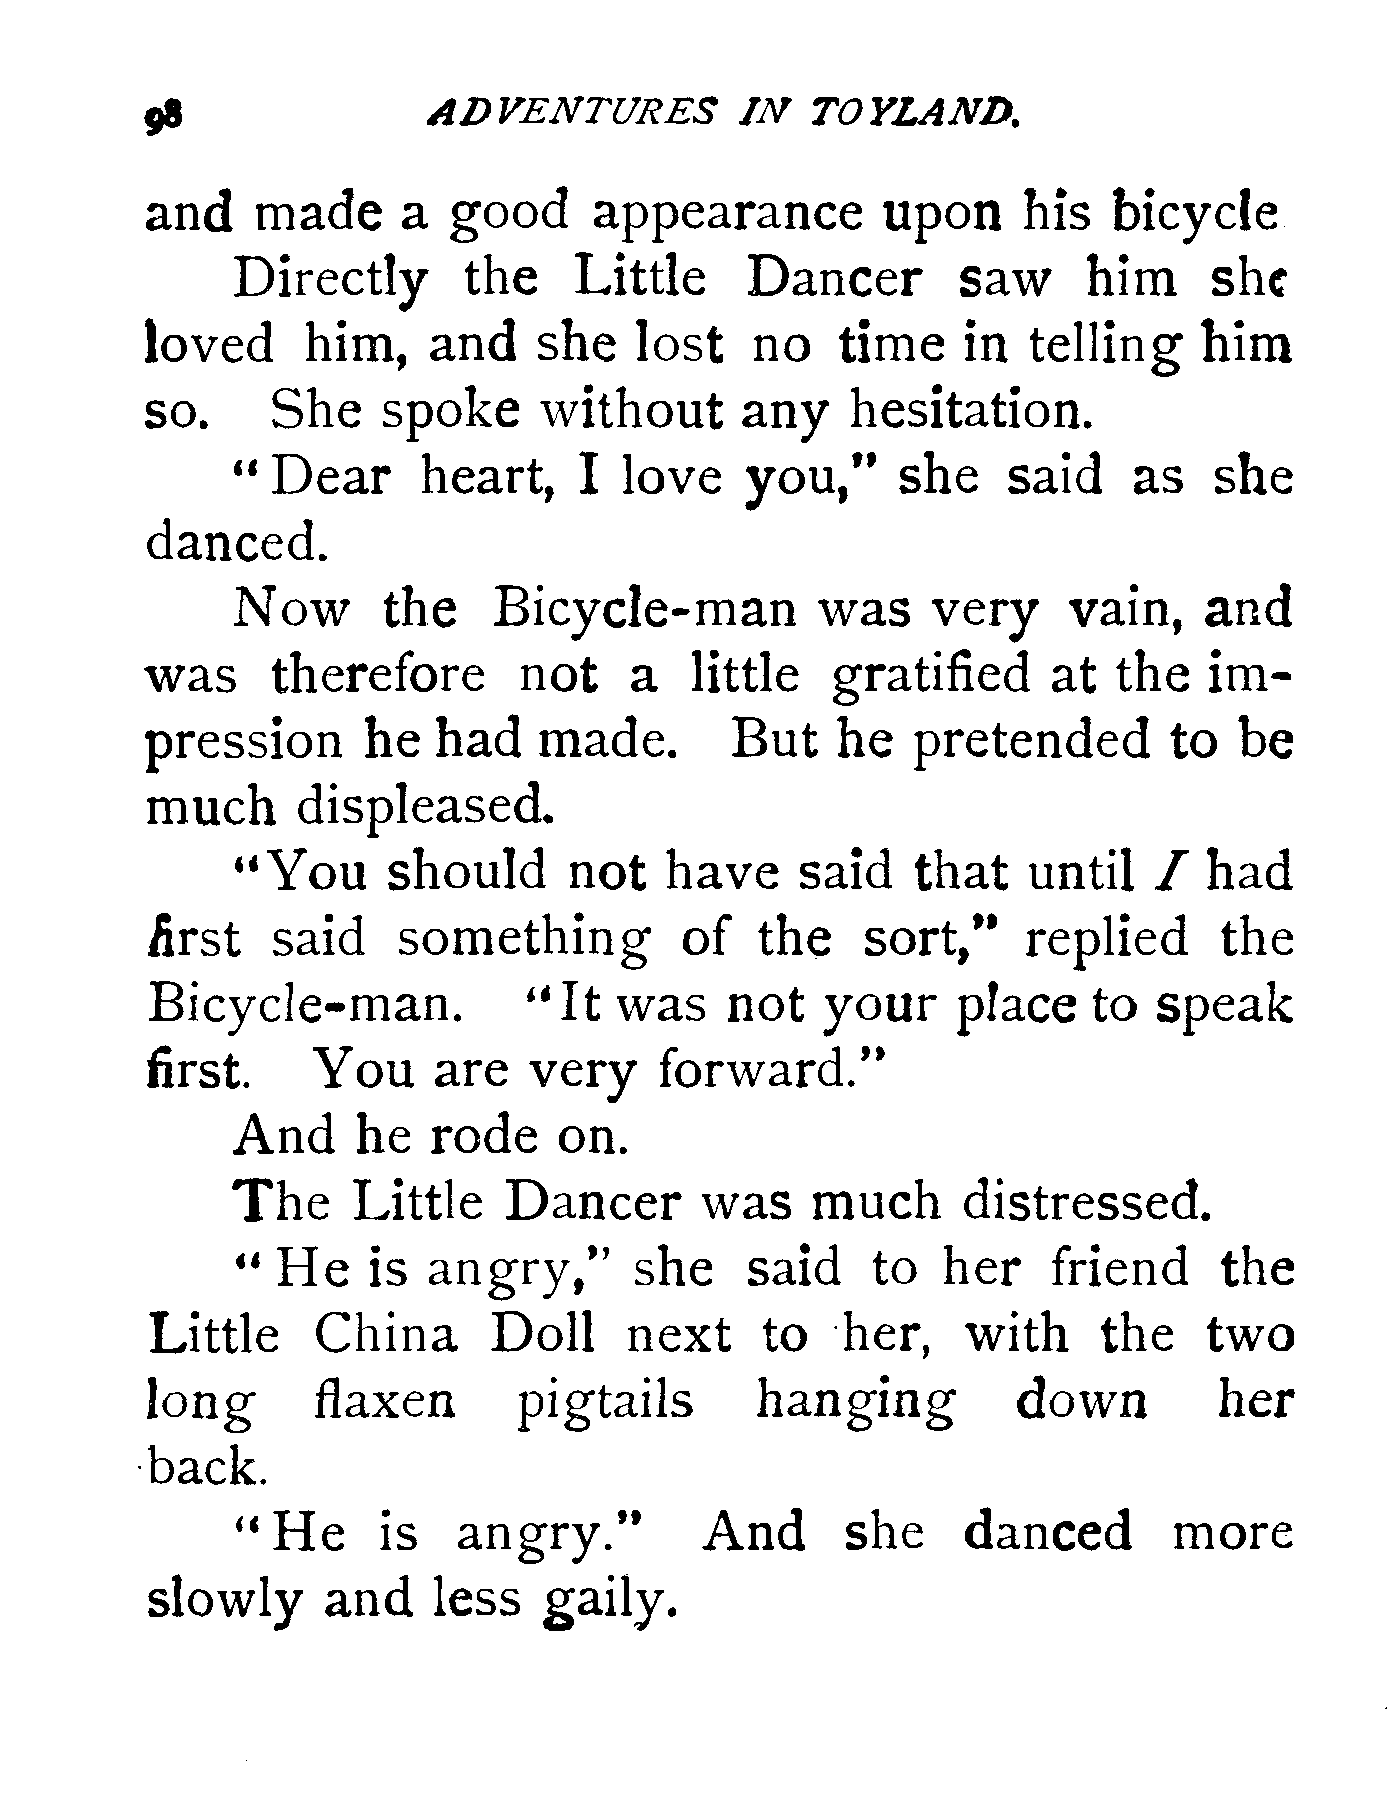 98 ADVENTURES IN TOYLAND.
and made a good appearance upon his bicycle
Directly the Little Dancer saw him she
loved him, and she lost no time in telling him
so. She spoke without any hesitation.
"Dear heart, I love you," she said as she
danced.
Now the Bicycle-man was very vain, and
was therefore not a little gratified at the im-
pression he had made. But he pretended to be
much displeased.
"You should not have said that until I had
first said something of the sort," replied the
Bicycle-man. "It was not your place to speak
first. You are very forward."
And he rode on.
The Little Dancer was much distressed.
"He is angry," she said to her friend the
Little China Doll next to her, with the two
long flaxen pigtails hanging down her
back.
"He is angry." And she danced more
slowly and less gaily.